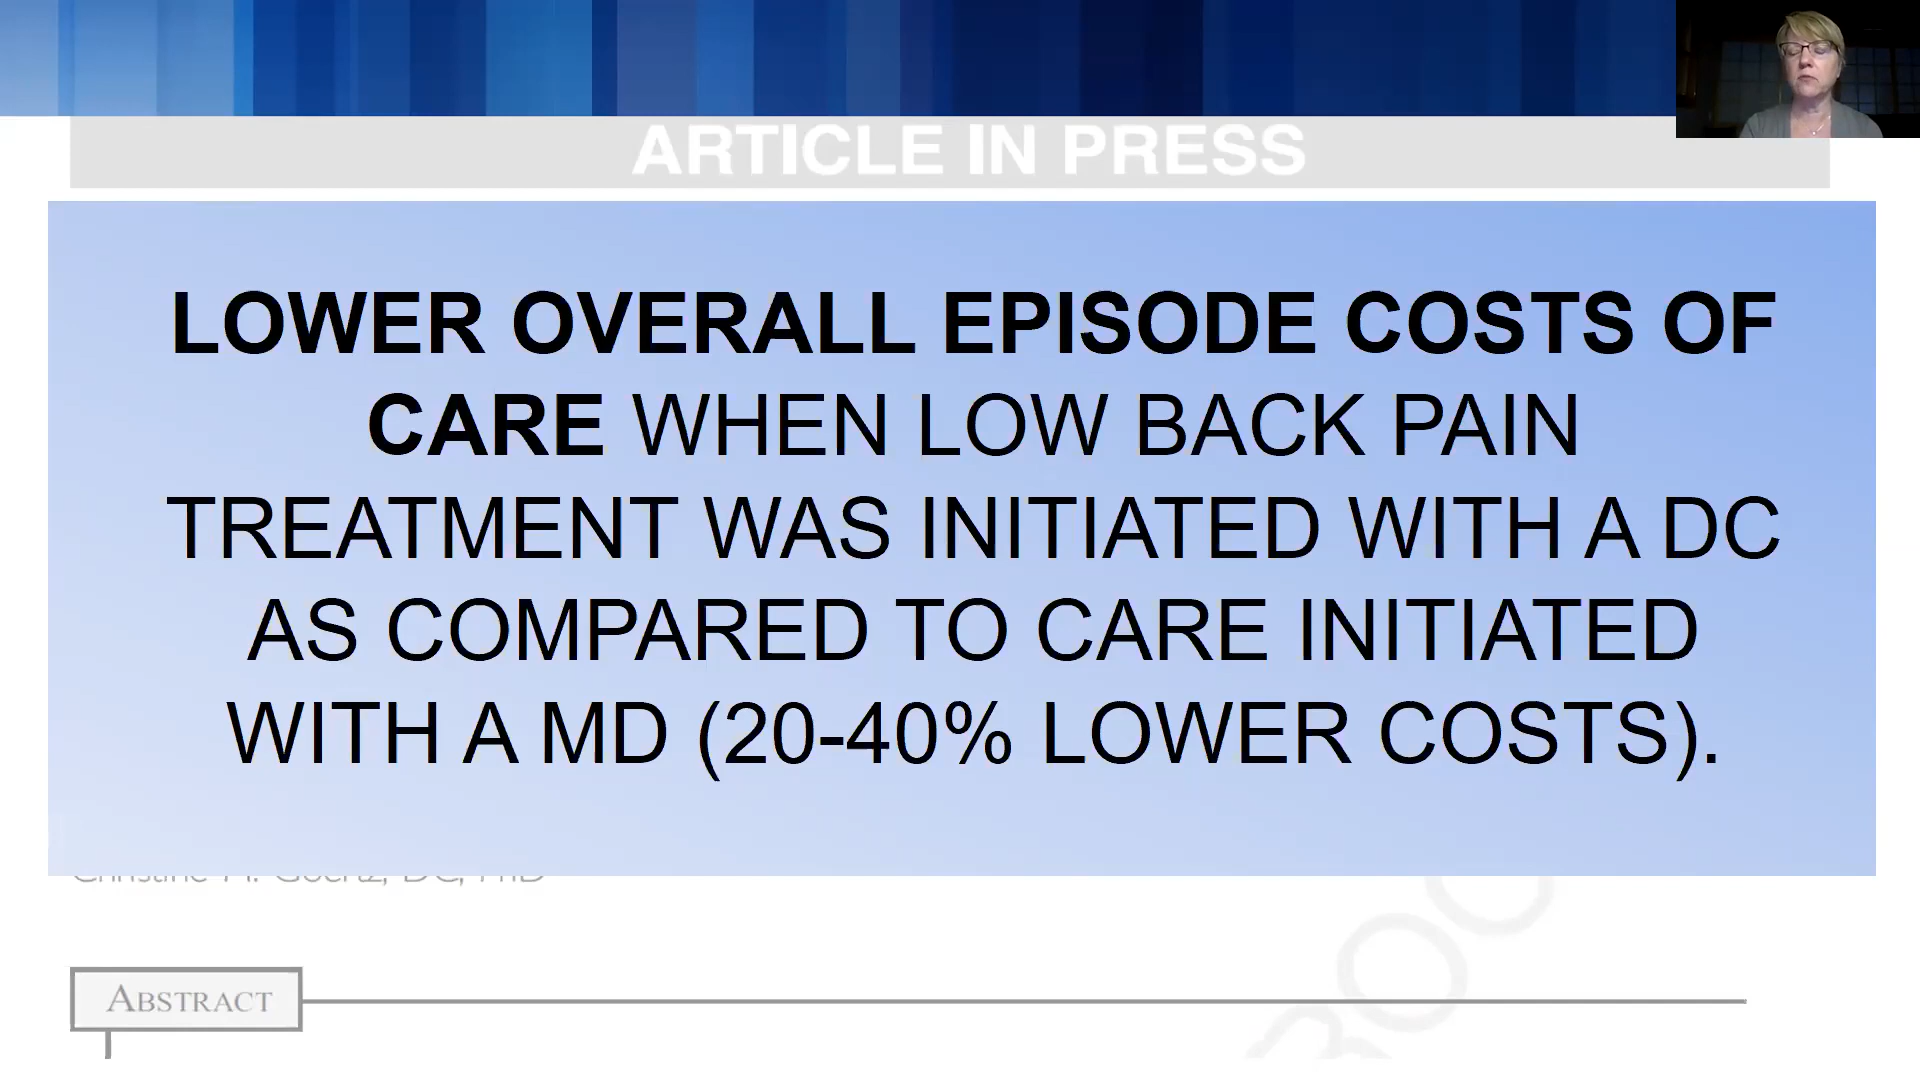 ARTICLE IN PRESS
LOWER OVERALL EPISODE COSTS OF
CARE WHEN LOW BACK PAIN
TREATMENT WAS INITIATED WITH A DC
AS COMPARED TO CARE INITIATED
WITH A MD (20-40% LOWER COSTS).
ABSTRACT